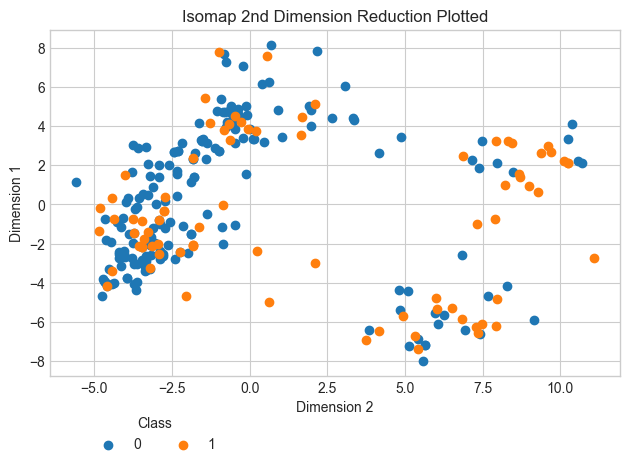 Isomap 2nd Dimension Reduction Plotted
8
6
4
2
0
−2
−4
−6
−8
Dimension 1
−5.0 −2.5 0.0 2.5 5.0 7.5 10.0
Dimension 2
Class
0 1